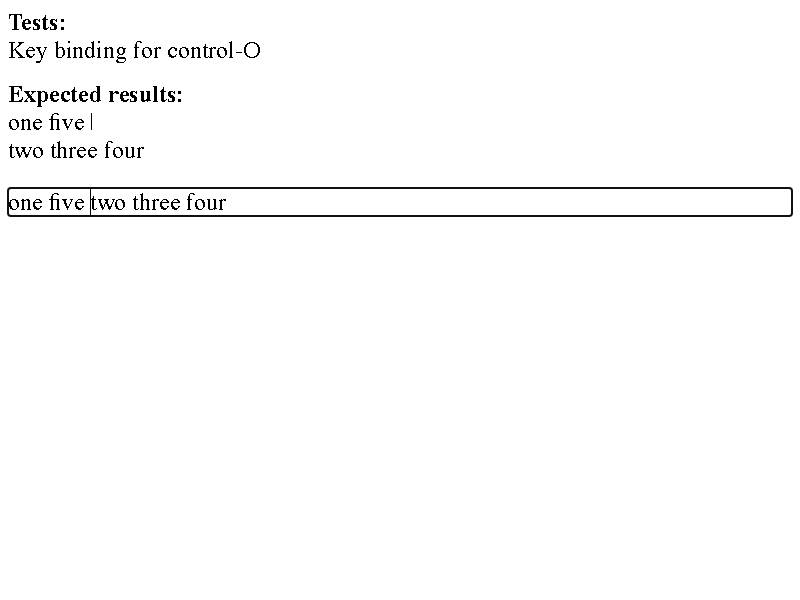 Tests:
Key binding for control-O
Expected results:
one five |
two three four
one five two three four